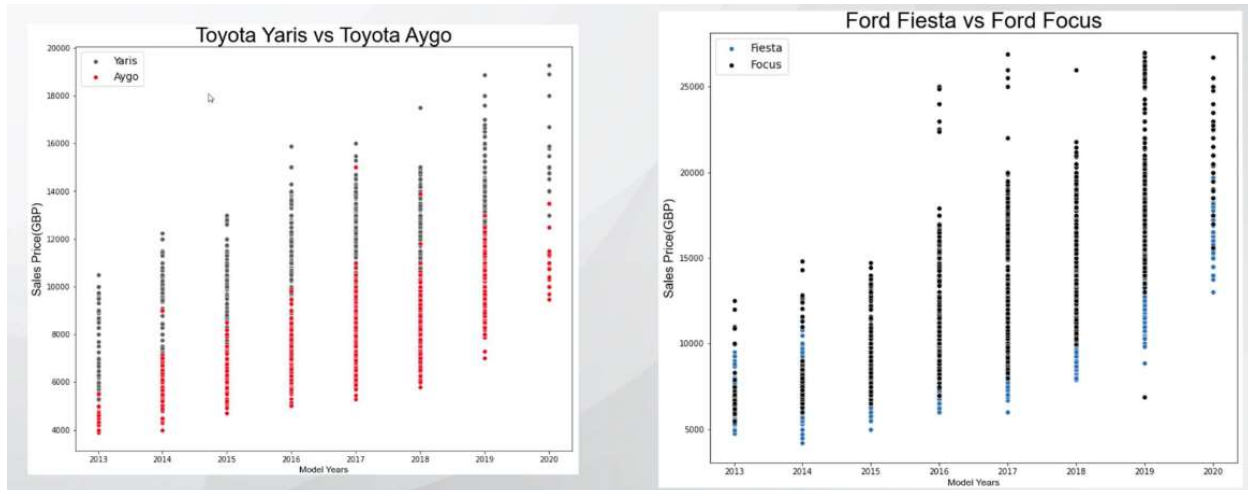 Toyota Yaris vs Toyota Aygo
Yaris
Aygo
Sales Price(GBP)
20000
18000
16000
14000
12000
10000
8000
6000
4000
2013 2014 2015 2016 2017 2018 2019 2020
Model Years
Ford Fiesta vs Ford Focus
Fiesta
Focus
Sales Price(GBP)
25000
20000
15000
10000
5000
2013 2014 2015 2016 2017 2018 2019 2020
Model Years